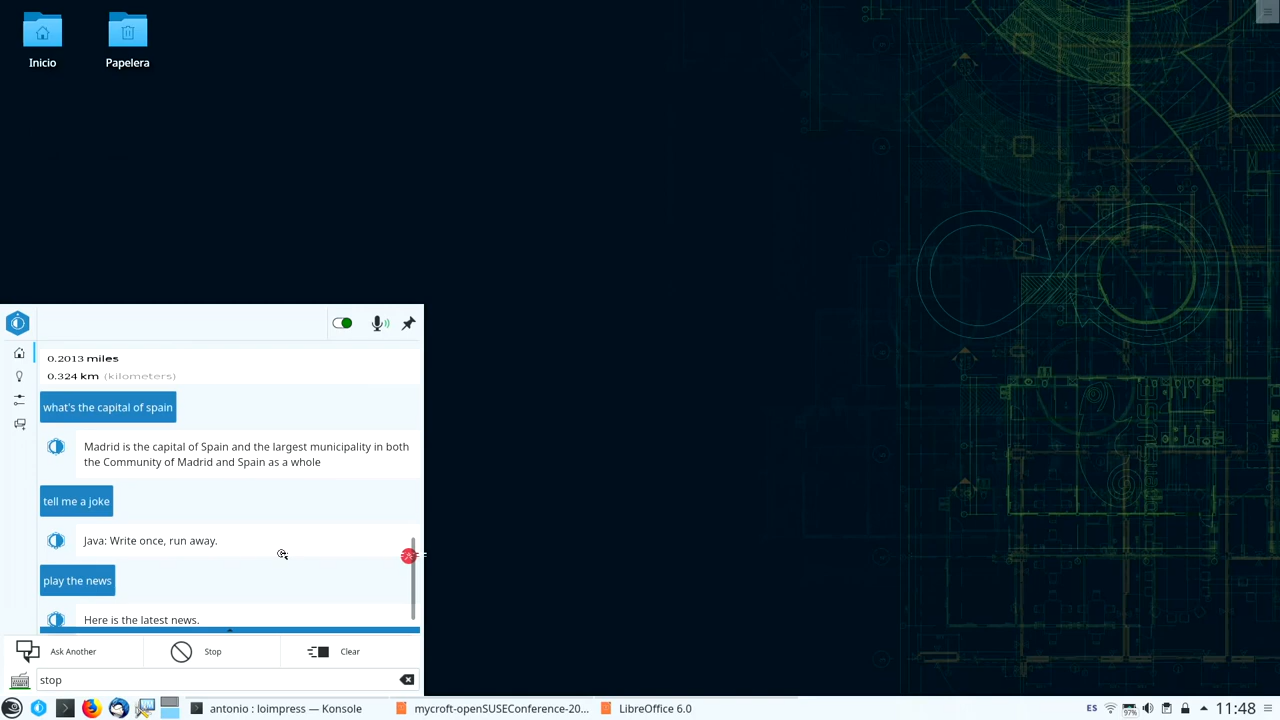 Inicio
Papelera
0.2013 miles
0.324 km (kilometers)
what's the capital of spain
Madrid is the capital of Spain and the largest municipality in both
the Community of Madrid and Spain as a whole
tell me a joke
Java: Write once, run away.
play the news
Here is the latest news.
Ask Another
Stop
Clear
stop
antonio : loimpress — Konsole
mycroft-openSUSEConference-20...
LibreOffice 6.0
ES
97%
11:48